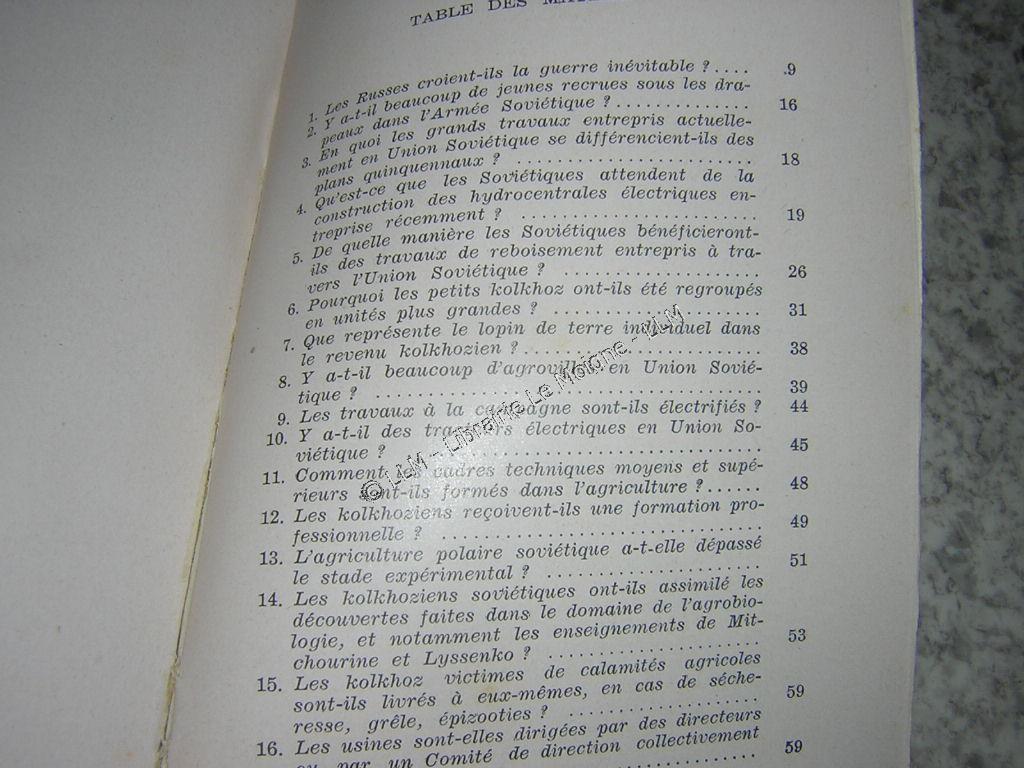 TABLE DES
1. Les Russes croient-ils la guerre inévitable ?.... 9
2. Y a-t-il beaucoup de jeunes recrues sous les dra-
peaux dans l'Armée Soviétique ? .............. 16
3. En quoi les grands travaux entrepris actuelle-
ment en Union Soviétique se différencient-ils des
plans quinquennaux ? ........................ 18
4. Qu'est-ce que les Soviétiques attendent de la
construction des hydrocentrales électriques en-
treprise récemment ? ........................ 19
5. De quelle manière les Soviétiques bénéficieront-
ils des travaux de reboisement entrepris à tra-
vers l'Union Soviétique ? .................... 26
6. Pourquoi les petits kolkhoz ont-ils été regroupés
en unités plus grandes ? ..................... 31
7. Que représente le lopin de terre individuel dans
le revenu kolkhozien ?........................ 38
8. Y a-t-il beaucoup d'agrovilles en Union Sovié-
tique ? ...................................... 39
9. Les travaux à la campagne sont-ils électrifiés ? 44
10. Y a-t-il des tracteurs électriques en Union So-
viétique ? ................................... 45
11. Comment les cadres techniques moyens et supé-
rieurs sont-ils formés dans l'agriculture ?...... 48
12. Les kolkhoziens reçoivent-ils une formation pro-
fessionnelle ? ............................... 49
13. L'agriculture polaire soviétique a-t-elle dépassé
le stade expérimental ? ...................... 51
14. Les kolkhoziens soviétiques ont-ils assimilé les
découvertes faites dans le domaine de l'agrobio-
logie, et notamment les enseignements de Mit-
chourine et Lyssenko ? ...................... 53
15. Les kolkhoz victimes de calamités agricoles
sont-ils livrés à eux-mêmes, en cas de séche-
resse, grêle, épizooties ? .................... 59
16. Les usines sont-elles dirigées par des directeurs
ou par un Comité de direction collectivement 59
© LLM - Librairie Le Moigne - LLM